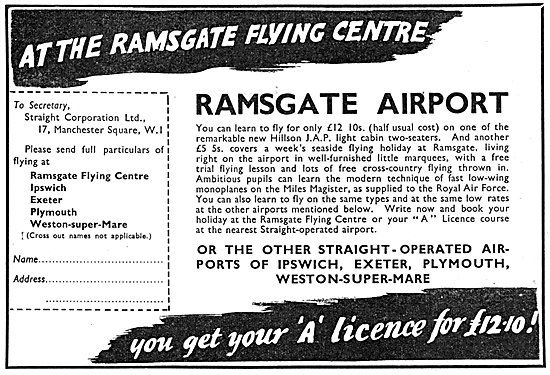 AT THE RAMSGATE FLYING CENTRE
To Secretary,
Straight Corporation Ltd.,
17, Manchester Square, W.1
Please send full particulars of
flying at
Ramsgate Flying Centre
Ipswich
Exeter
Plymouth
Weston-super-Mare
(Cross out names not applicable.)
Name
Address
RAMSGATE AIRPORT
You can learn to fly for only £12 10s. (half usual cost) on one of the
remarkable new Hillson J.A.P. light cabin two-seaters. And another
£5 5s. covers a week's seaside flying holiday at Ramsgate, living
right on the airport in well-furnished little marquees, with a free
trial flying lesson and lots of free cross-country flying thrown in.
Ambitious pupils can learn the modern technique of fast low-wing
monoplanes on the Miles Magister, as supplied to the Royal Air Force.
You can also learn to fly on the same types and at the same low rates
at the other airports mentioned below. Write now and book your
holiday at the Ramsgate Flying Centre or your "A" Licence course
at the nearest Straight-operated airport.
OR THE OTHER STRAIGHT-OPERATED AIR-
PORTS OF IPSWICH, EXETER, PLYMOUTH,
WESTON-SUPER-MARE
you get your 'A' licence for £12·10!